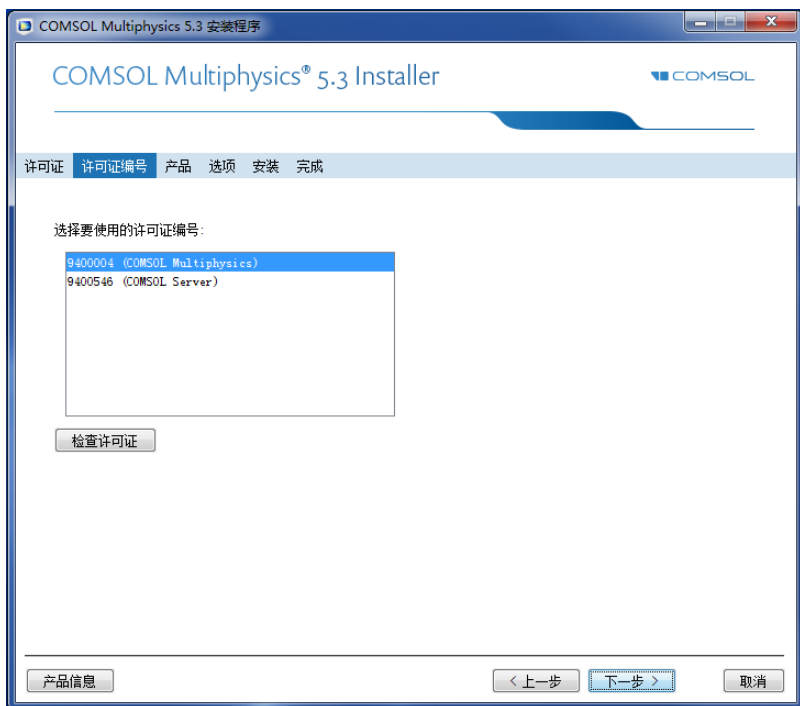 COMSOL Multiphysics 5.3 安装程序
COMSOL Multiphysics® 5.3 Installer
COMSOL
许可证 许可证编号 产品 选项 安装 完成
选择要使用的许可证编号:
9400004 (COMSOL Multiphysics)
9400546 (COMSOL Server)
检查许可证
产品信息 < 上一步 下一步 > 取消